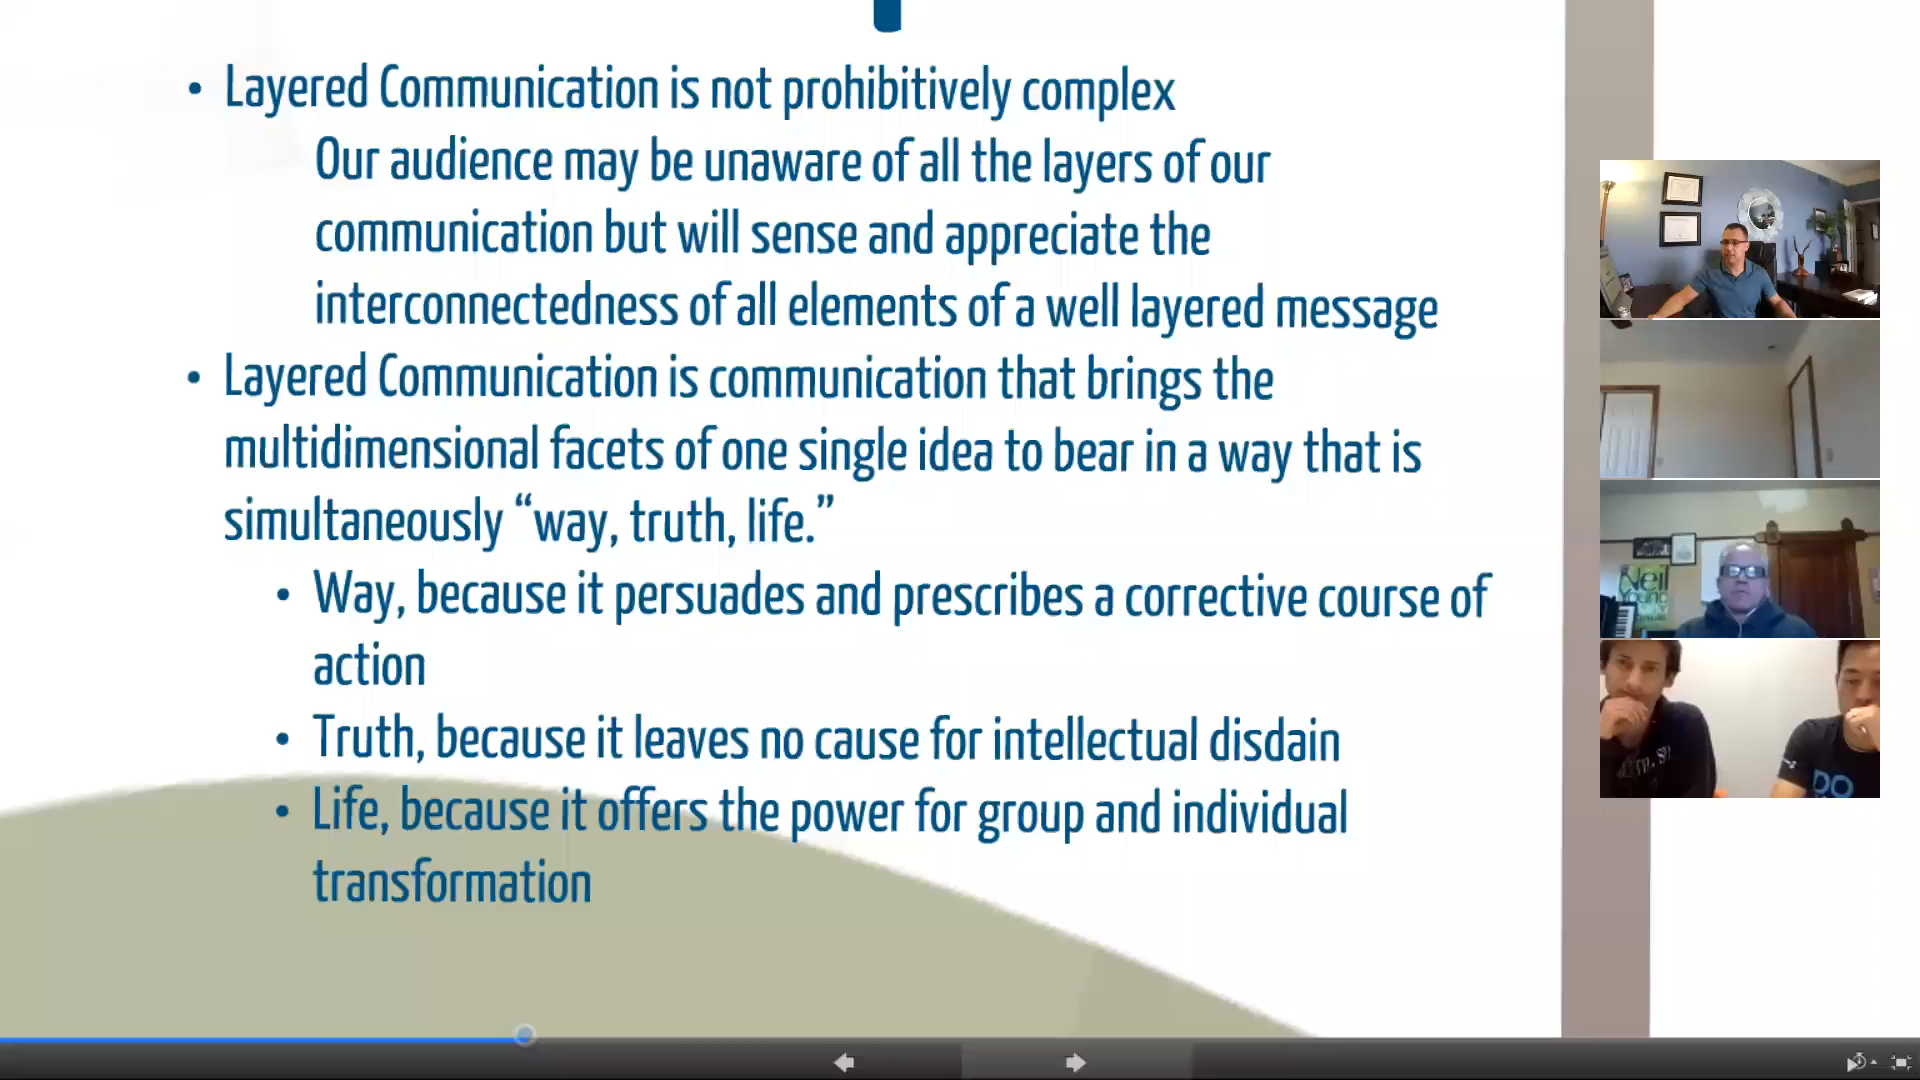 • Layered Communication is not prohibitively complex
Our audience may be unaware of all the layers of our
communication but will sense and appreciate the
interconnectedness of all elements of a well layered message
• Layered Communication is communication that brings the
multidimensional facets of one single idea to bear in a way that is
simultaneously “way, truth, life.”
• Way, because it persuades and prescribes a corrective course of
action
• Truth, because it leaves no cause for intellectual disdain
• Life, because it offers the power for group and individual
transformation
Neil
Young
DO